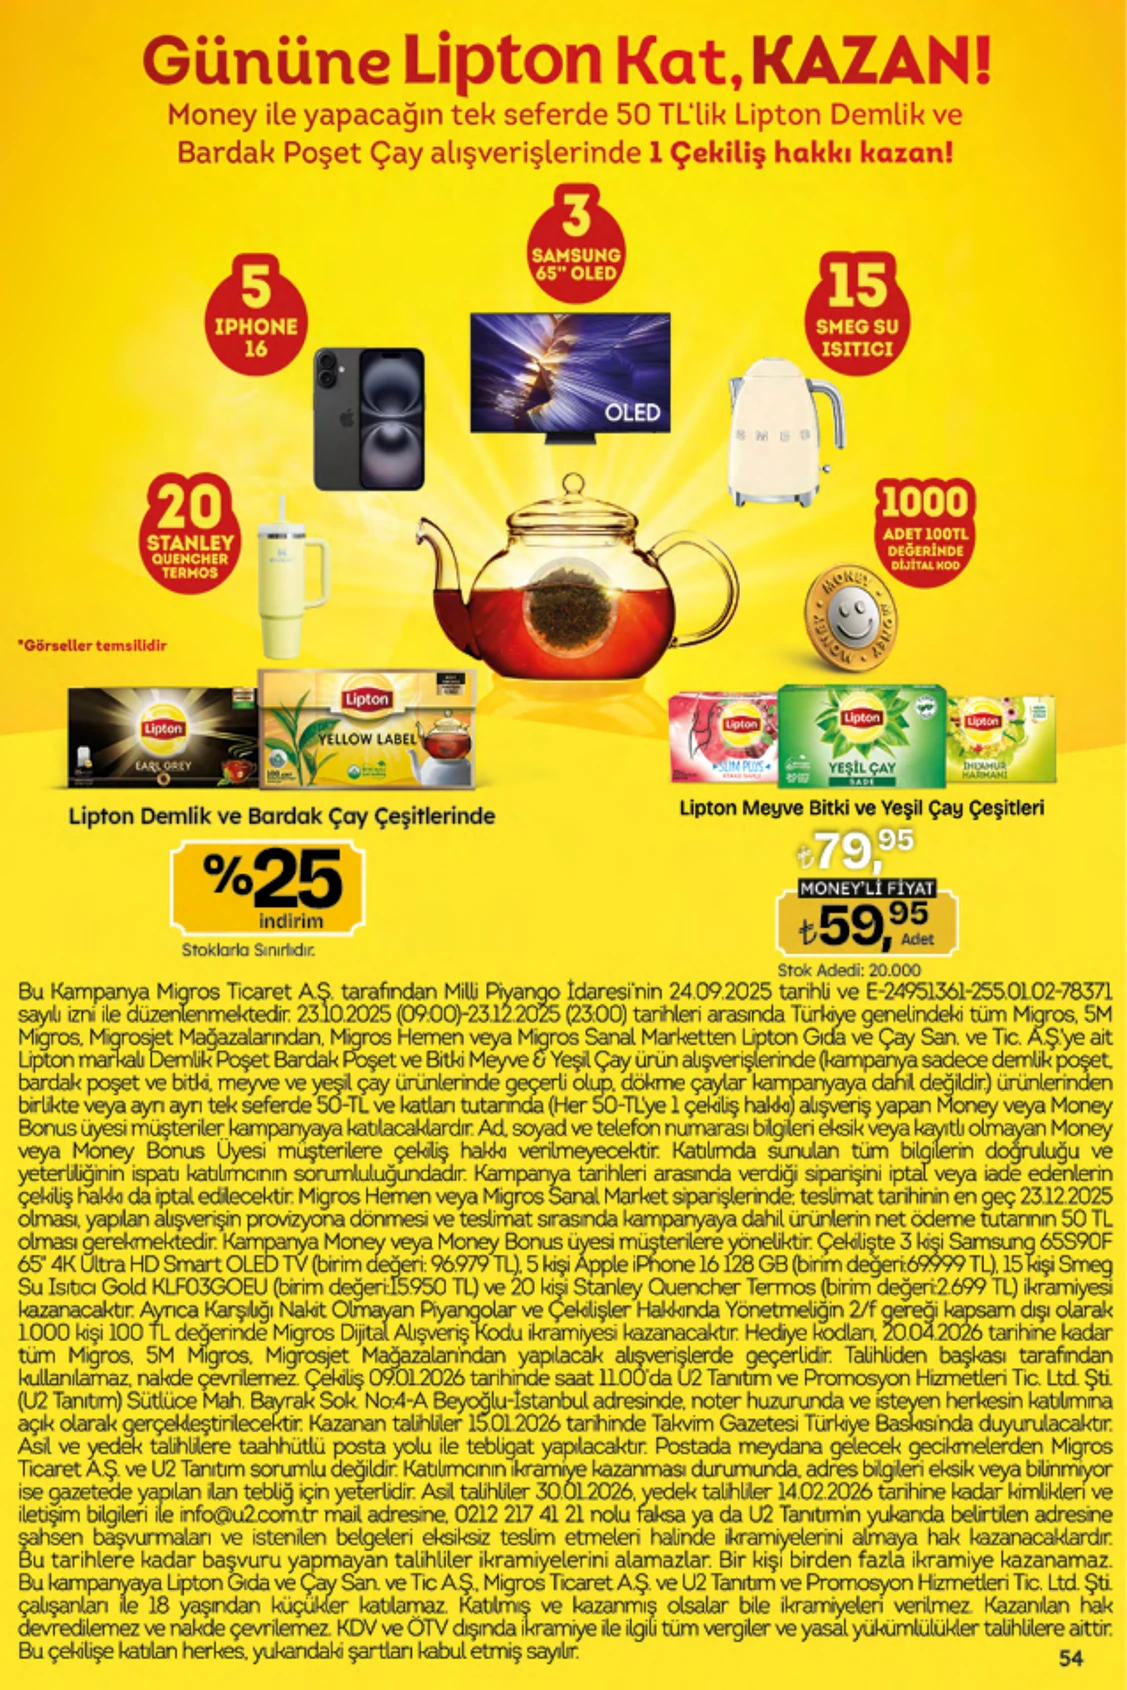 Gününe Lipton Kat, KAZAN!
Money ile yapacağın tek seferde 50 TL'lik Lipton Demlik ve
Bardak Poşet Çay alışverişlerinde 1 Çekiliş hakkı kazan!
3
SAMSUNG
65" OLED
5
IPHONE
16
15
SMEG SU
ISITICI
OLED
SMEG
20
STANLEY
QUENCHER
TERMOS
1000
ADET 100TL
DEĞERİNDE
DİJİTAL KOD
MONEY MONEY MONEY
*Görseller temsilidir
Lipton
EARL GREY
Lipton
YELLOW LABEL
Lipton
SLIM PLUS
Lipton
YEŞİL ÇAY
SADE
Lipton
IHLAMUR
HARMANI
Lipton Demlik ve Bardak Çay Çeşitlerinde
%25
indirim
Stoklarla Sınırlıdır.
Lipton Meyve Bitki ve Yeşil Çay Çeşitleri
₺79,95
MONEY'Lİ FİYAT
₺59,95
Adet
Stok Adedi: 20.000
Bu Kampanya Migros Ticaret A.Ş. tarafından Milli Piyango İdaresi'nin 24.09.2025 tarihli ve E-24951361-255.01.02-78371
sayılı izni ile düzenlenmektedir. 23.10.2025 (09:00)-23.12.2025 (23:00) tarihleri arasında Türkiye genelindeki tüm Migros, 5M
Migros, Migrosjet Mağazalarından, Migros Hemen veya Migros Sanal Marketten Lipton Gıda ve Çay San. ve Tic. A.Ş.'ye ait
Lipton markalı Demlik Poşet Bardak Poşet ve Bitki Meyve & Yeşil Çay ürün alışverişlerinde (kampanya sadece demlik poşet,
bardak poşet ve bitki, meyve ve yeşil çay ürünlerinde geçerli olup, dökme çaylar kampanyaya dahil değildir.) ürünlerinden
birlikte veya ayrı ayrı tek seferde 50-TL ve katları tutarında (Her 50-TL'ye 1 çekiliş hakkı) alışveriş yapan Money veya Money
Bonus üyesi müşteriler kampanyaya katılacaklardır. Ad, soyad ve telefon numarası bilgileri eksik veya kayıtlı olmayan Money
veya Money Bonus Üyesi müşterilere çekiliş hakkı verilmeyecektir. Katılımda sunulan tüm bilgilerin doğruluğu ve
yeterliliğinin ispatı katılımcının sorumluluğundadır. Kampanya tarihleri arasında verdiği siparişini iptal veya iade edenlerin
çekiliş hakkı da iptal edilecektir. Migros Hemen veya Migros Sanal Market siparişlerinde; teslimat tarihinin en geç 23.12.2025
olması, yapılan alışverişin provizyona dönmesi ve teslimat sırasında kampanyaya dahil ürünlerin net ödeme tutarının 50 TL
olması gerekmektedir. Kampanya Money veya Money Bonus üyesi müşterilere yöneliktir. Çekilişte 3 kişi Samsung 65S90F
65" 4K Ultra HD Smart OLED TV (birim değeri: 96.979 TL), 5 kişi Apple iPhone 16 128 GB (birim değeri:69.999 TL), 15 kişi Smeg
Su Isıtıcı Gold KLF03GOEU (birim değeri:15.950 TL) ve 20 kişi Stanley Quencher Termos (birim değeri:2.699 TL) ikramiyesi
kazanacaktır. Ayrıca Karşılığı Nakit Olmayan Piyangolar ve Çekilişler Hakkında Yönetmeliğin 2/f gereği kapsam dışı olarak
1.000 kişi 100 TL değerinde Migros Dijital Alışveriş Kodu ikramiyesi kazanacaktır. Hediye kodları, 20.04.2026 tarihine kadar
tüm Migros, 5M Migros, Migrosjet Mağazalarından yapılacak alışverişlerde geçerlidir. Talihliden başkası tarafından
kullanılamaz, nakde çevrilemez. Çekiliş 09.01.2026 tarihinde saat 11.00'da U2 Tanıtım ve Promosyon Hizmetleri Tic. Ltd. Şti.
(U2 Tanıtım) Sütlüce Mah. Bayrak Sok. No:4-A Beyoğlu-İstanbul adresinde, noter huzurunda ve isteyen herkesin katılımına
açık olarak gerçekleştirilecektir. Kazanan talihliler 15.01.2026 tarihinde Takvim Gazetesi Türkiye Baskısında duyurulacaktır.
Asil ve yedek talihlilere taahhütlü posta yolu ile tebligat yapılacaktır. Postada meydana gelecek gecikmelerden Migros
Ticaret A.Ş. ve U2 Tanıtım sorumlu değildir. Katılımcının ikramiye kazanması durumunda, adres bilgileri eksik veya bilinmiyor
ise gazetede yapılan ilan tebliğ için yeterlidir. Asil talihliler 30.01.2026, yedek talihliler 14.02.2026 tarihine kadar kimlikleri ve
iletişim bilgileri ile info@u2.com.tr mail adresine, 0212 217 41 21 nolu faksa ya da U2 Tanıtım'ın yukarıda belirtilen adresine
şahsen başvurmaları ve istenilen belgeleri eksiksiz teslim etmeleri halinde ikramiyelerini almaya hak kazanacaklardır.
Bu tarihlere kadar başvuru yapmayan talihliler ikramiyelerini alamazlar. Bir kişi birden fazla ikramiye kazanamaz.
Bu kampanyaya Lipton Gıda ve Çay San. ve Tic A.Ş., Migros Ticaret A.Ş. ve U2 Tanıtım ve Promosyon Hizmetleri Tic. Ltd. Şti.
çalışanları ile 18 yaşından küçükler katılamaz. Katılmış ve kazanmış olsalar bile ikramiyeleri verilmez. Kazanılan hak
devredilemez ve nakde çevrilemez. KDV ve ÖTV dışında ikramiye ile ilgili tüm vergiler ve yasal yükümlülükler talihlilere aittir.
Bu çekilişe katılan herkes, yukarıdaki şartları kabul etmiş sayılır.
54